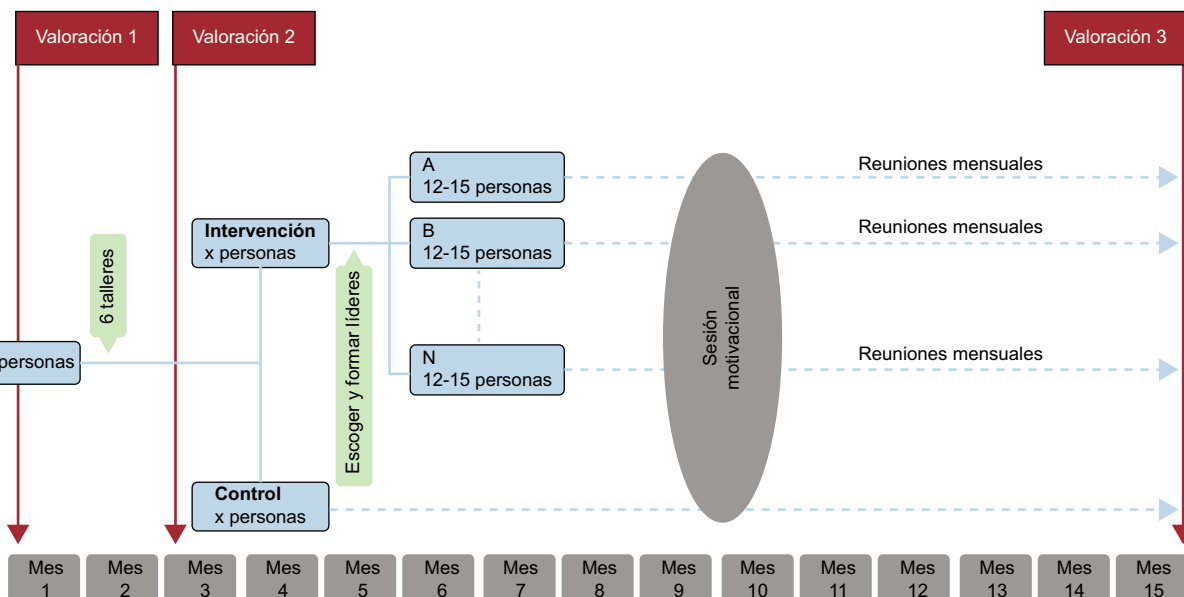 Valoración 1
Valoración 2
Valoración 3
A
12-15 personas
Reuniones mensuales
Intervención
x personas
B
12-15 personas
Reuniones mensuales
6 talleres
Escoger y formar líderes
personas
N
12-15 personas
Reuniones mensuales
Sesión
motivacional
Control
x personas
Mes
1
Mes
2
Mes
3
Mes
4
Mes
5
Mes
6
Mes
7
Mes
8
Mes
9
Mes
10
Mes
11
Mes
12
Mes
13
Mes
14
Mes
15